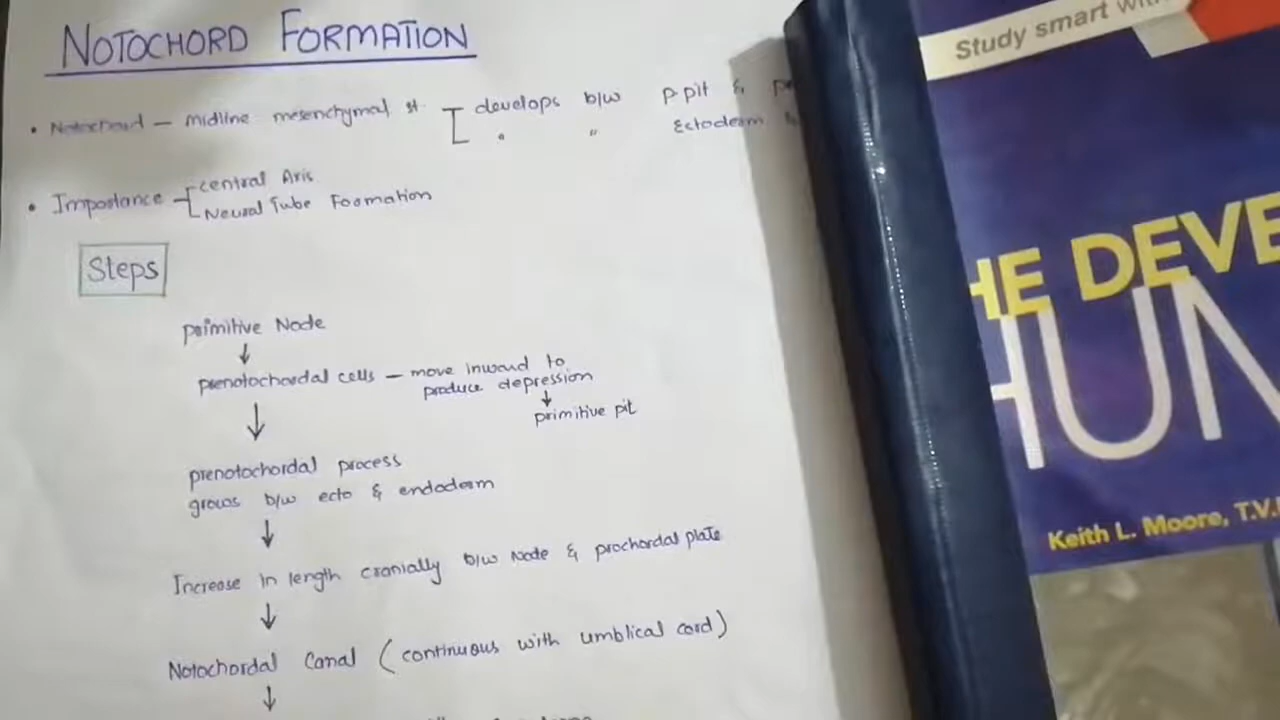 NOTOCHORD FORMATION
• Notochord – midline mesenchymal st. develops b/w p.pit &
" " Ectoderm
• Importance central Axis
Neural Tube Formation
Steps
primitive Node
prenotochordal cells – move inward to
produce depression
primitive pit
prenotochordal process
grows b/w ecto & endoderm
Increase in length cranially b/w Node & prochordal plate
Notochordal Canal (continuous with umblical cord)
Study smart with
HE DEVE
HUN
Keith L. Moore, T.V.